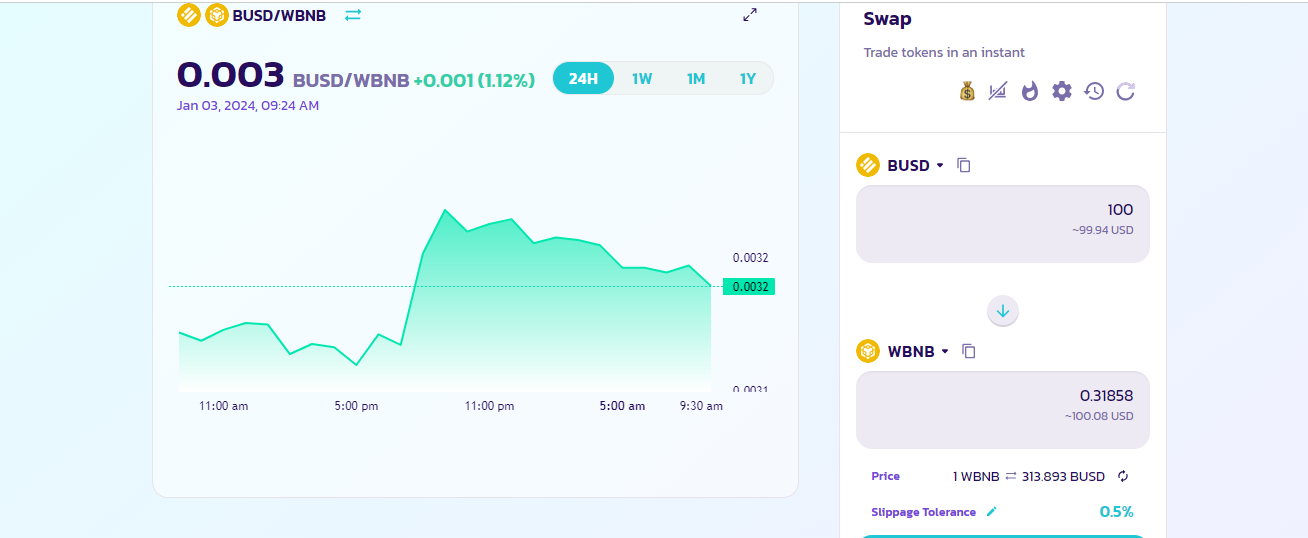 BUSD/WBNB
0.003 BUSD/WBNB +0.001 (1.12%)
24H 1W 1M 1Y
Jan 03, 2024, 09:24 AM
0.0032
0.0032
0.0031
11:00 am 5:00 pm 11:00 pm 5:00 am 9:30 am
Swap
Trade tokens in an instant
BUSD
100
~99.94 USD
WBNB
0.31858
~100.08 USD
Price 1 WBNB ⇌ 313.893 BUSD
Slippage Tolerance 0.5%